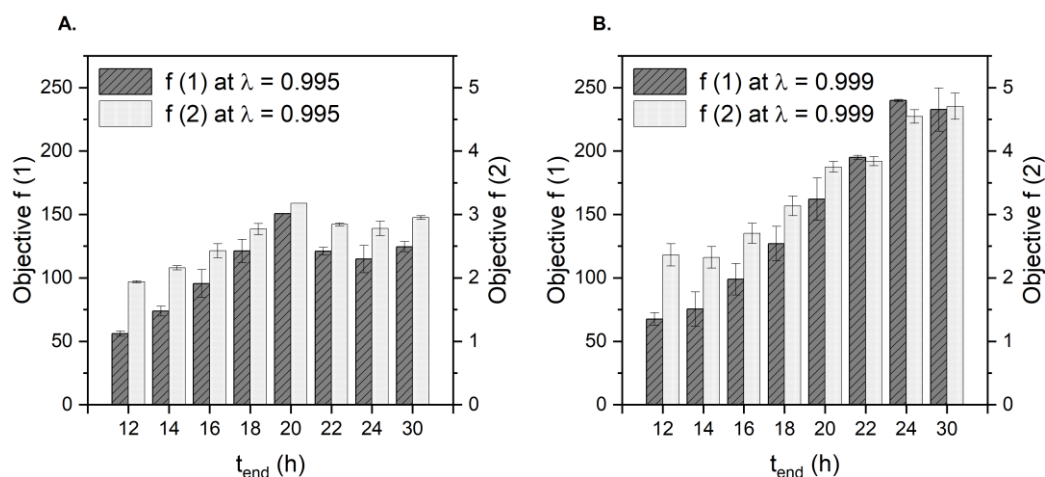 A.
f (1) at λ = 0.995
f (2) at λ = 0.995
Objective f (1)
250
200
150
100
50
0
Objective f (2)
5
4
3
2
1
0
12 14 16 18 20 22 24 30
t_end (h)
B.
f (1) at λ = 0.999
f (2) at λ = 0.999
Objective f (1)
250
200
150
100
50
0
Objective f (2)
5
4
3
2
1
0
12 14 16 18 20 22 24 30
t_end (h)